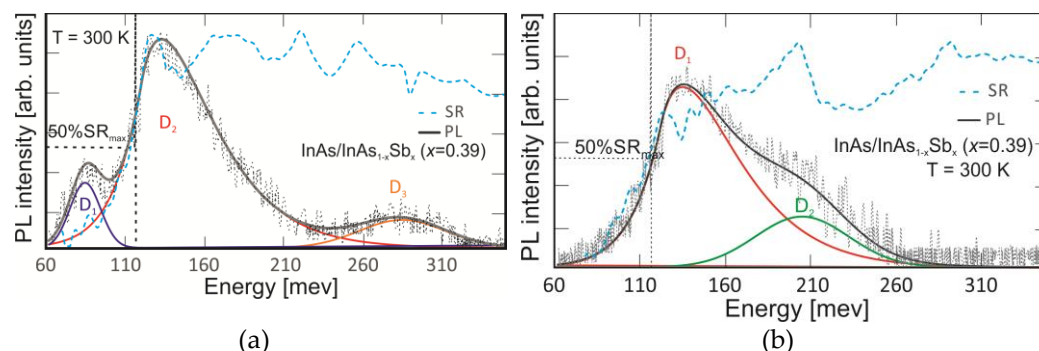 (a)
PL intensity [arb. units]
T = 300 K
50%SRmax
D1
D2
D3
SR
PL
InAs/InAs1-xSbx (x=0.39)
60 110 160 210 260 310
Energy [mev]
(a)
(b)
PL intensity [arb. units]
D1
50%SRmax
SR
PL
InAs/InAs1-xSbx (x=0.39)
T = 300 K
D2
60 110 160 210 260 310
Energy [mev]
(b)